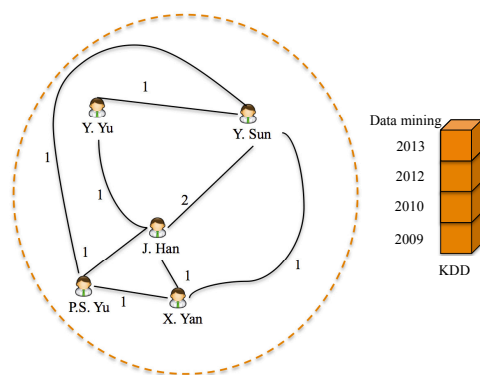 1
Y. Yu
Y. Sun
Data mining
2013
1
2012
1
2
2010
J. Han
2009
1
1
1
KDD
P.S. Yu
1
X. Yan